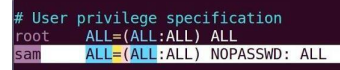 # User privilege specification
root ALL=(ALL:ALL) ALL
sam ALL=(ALL:ALL) NOPASSWD: ALL